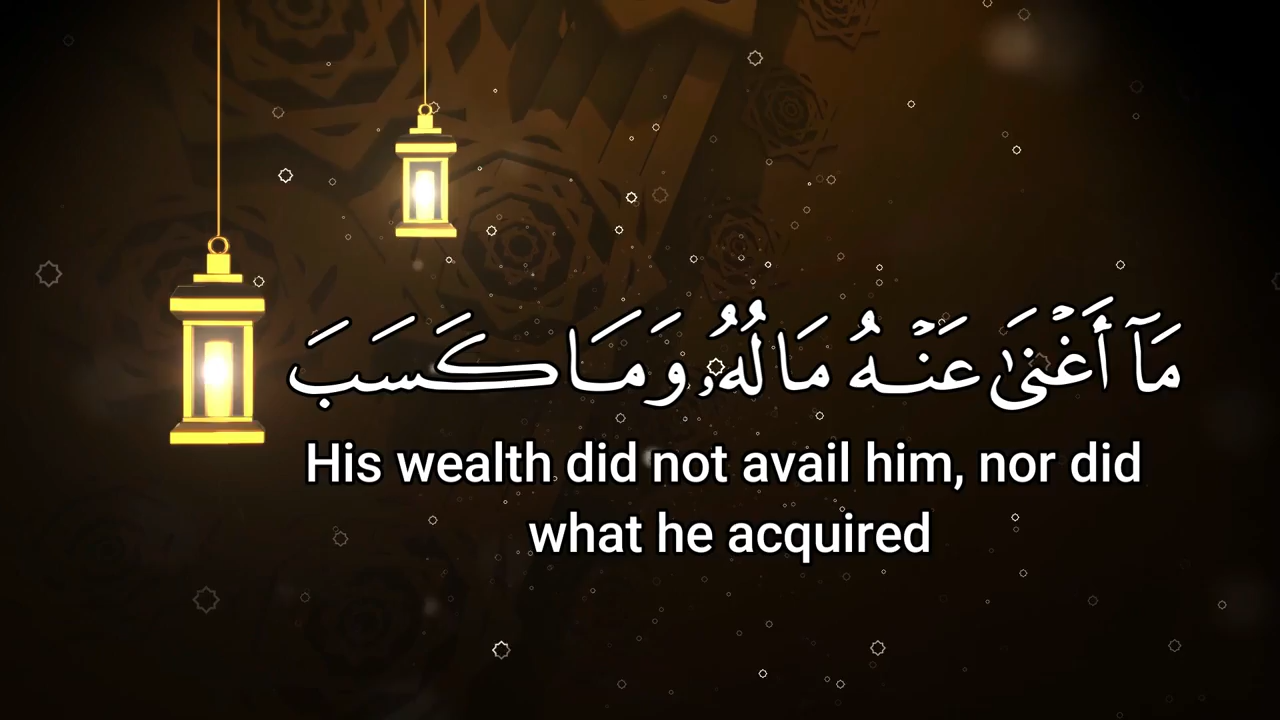 مَآ أَغْنَىٰ عَنْهُ مَالُهُۥ وَمَا كَسَبَ
His wealth did not avail him, nor did
what he acquired